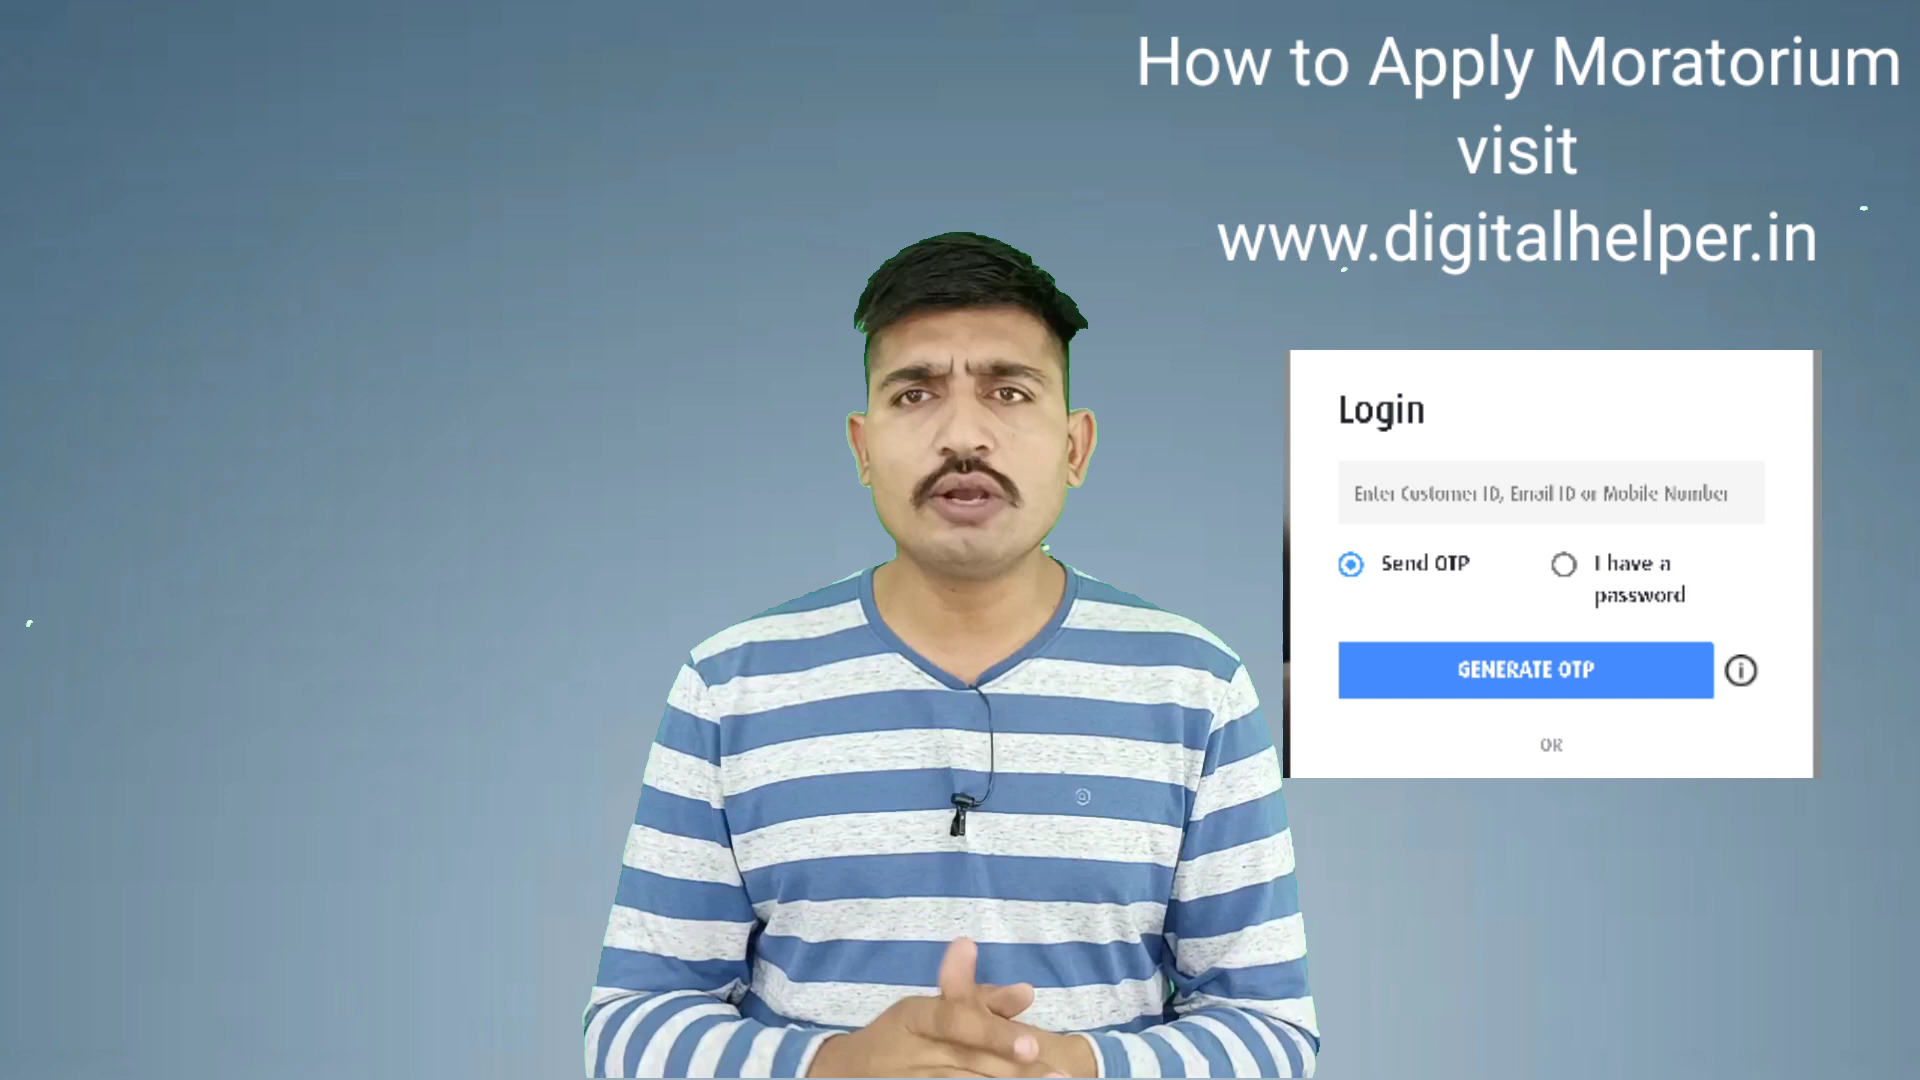 How to Apply Moratorium
visit
www.digitalhelper.in
Login
Enter Customer ID, Email ID or Mobile Number
Send OTP
I have a
password
GENERATE OTP
OR